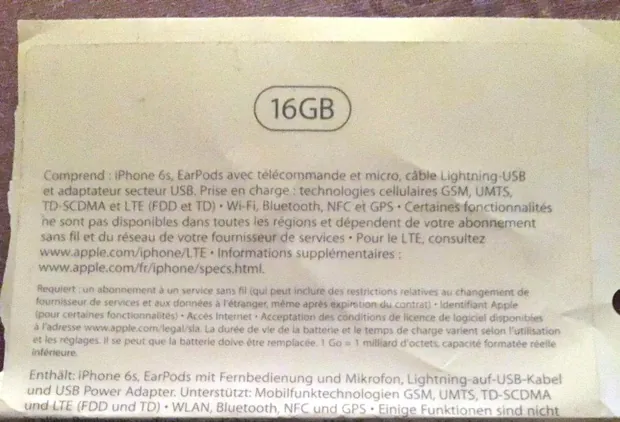 16GB
Comprend : iPhone 6s, EarPods avec télécommande et micro, câble Lightning-USB
et adaptateur secteur USB. Prise en charge : technologies cellulaires GSM, UMTS,
TD-SCDMA et LTE (FDD et TD) • Wi-Fi, Bluetooth, NFC et GPS • Certaines fonctionnalités
ne sont pas disponibles dans toutes les régions et dépendent de votre abonnement
sans fil et du réseau de votre fournisseur de services • Pour le LTE, consultez
www.apple.com/iphone/LTE • Informations supplémentaires :
www.apple.com/fr/iphone/specs.html.
Requiert : un abonnement à un service sans fil (qui peut inclure des restrictions relatives au changement de
fournisseur de services et aux données à l'étranger, même après expiration du contrat) • Identifiant Apple
(pour certaines fonctionnalités) • Accès Internet • Acceptation des conditions de licence de logiciel disponibles
à l'adresse www.apple.com/legal/sla. La durée de vie de la batterie et le temps de charge varient selon l'utilisation
et les réglages. Il se peut que la batterie doive être remplacée. 1 Go = 1 milliard d'octets, capacité formatée réelle
inférieure.
Enthält: iPhone 6s, EarPods mit Fernbedienung und Mikrofon, Lightning-auf-USB-Kabel
und USB Power Adapter. Unterstützt: Mobilfunktechnologien GSM, UMTS, TD-SCDMA
und LTE (FDD und TD) • WLAN, Bluetooth, NFC und GPS • Einige Funktionen sind nicht